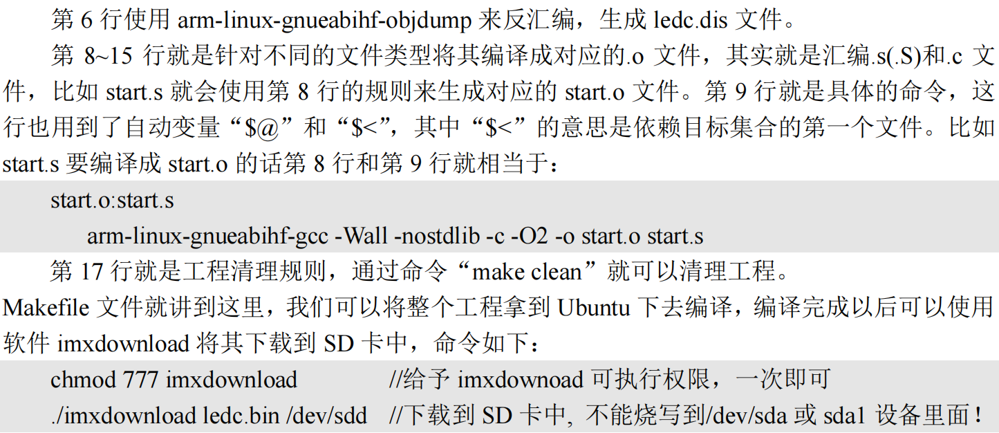 第 6 行使用 arm-linux-gnueabihf-objdump 来反汇编，生成 ledc.dis 文件。
第 8~15 行就是针对不同的文件类型将其编译成对应的.o 文件，其实就是汇编.s(.S)和.c 文
件，比如 start.s 就会使用第 8 行的规则来生成对应的 start.o 文件。第 9 行就是具体的命令，这
行也用到了自动变量“$@”和“$<”，其中“$<”的意思是依赖目标集合的第一个文件。比如
start.s 要编译成 start.o 的话第 8 行和第 9 行就相当于：
start.o:start.s
arm-linux-gnueabihf-gcc -Wall -nostdlib -c -O2 -o start.o start.s
第 17 行就是工程清理规则，通过命令“make clean”就可以清理工程。
Makefile 文件就讲到这里，我们可以将整个工程拿到 Ubuntu 下去编译，编译完成以后可以使用
软件 imxdownload 将其下载到 SD 卡中，命令如下：
chmod 777 imxdownload //给予 imxdownoad 可执行权限，一次即可
./imxdownload ledc.bin /dev/sdd //下载到 SD 卡中, 不能烧写到/dev/sda 或 sda1 设备里面！